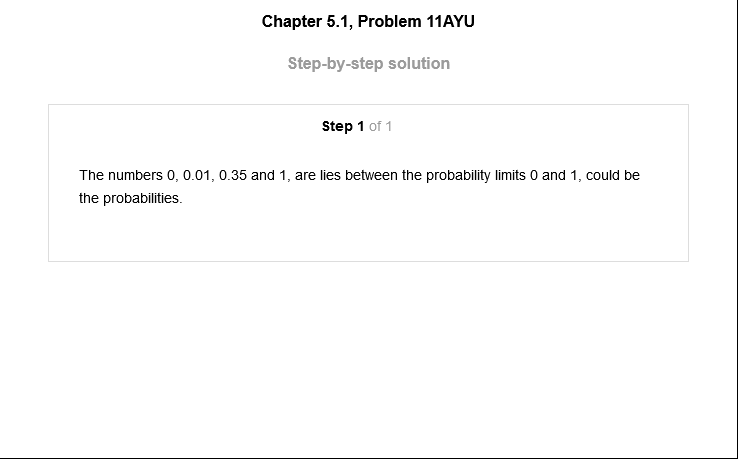 Chapter 5.1, Problem 11AYU
Step-by-step solution
Step 1 of 1
The numbers 0, 0.01, 0.35 and 1, are lies between the probability limits 0 and 1, could be
the probabilities.